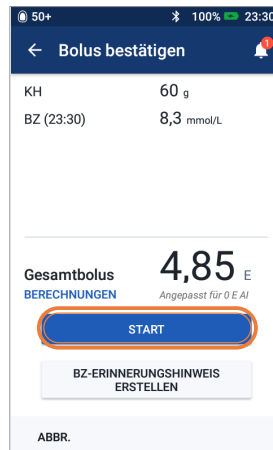 50+ 100% 23:30
Bolus bestätigen 1
KH 60 g
BZ (23:30) 8,3 mmol/L
Gesamtbolus 4,85 E
BERECHNUNGEN Angepasst für 0 E AI
START
BZ-ERINNERUNGSHINWEIS
ERSTELLEN
ABBR.